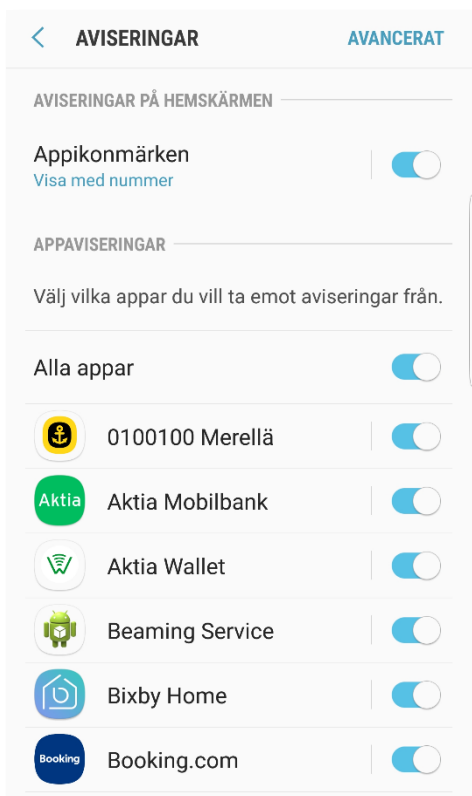 AVISERINGAR AVANCERAT
AVISERINGAR PÅ HEMSKÄRMEN
Appikonmärken
Visa med nummer
APPAVISERINGAR
Välj vilka appar du vill ta emot aviseringar från.
Alla appar
0100100 Merellä
Aktia Aktia Mobilbank
Aktia Wallet
Beaming Service
Bixby Home
Booking Booking.com